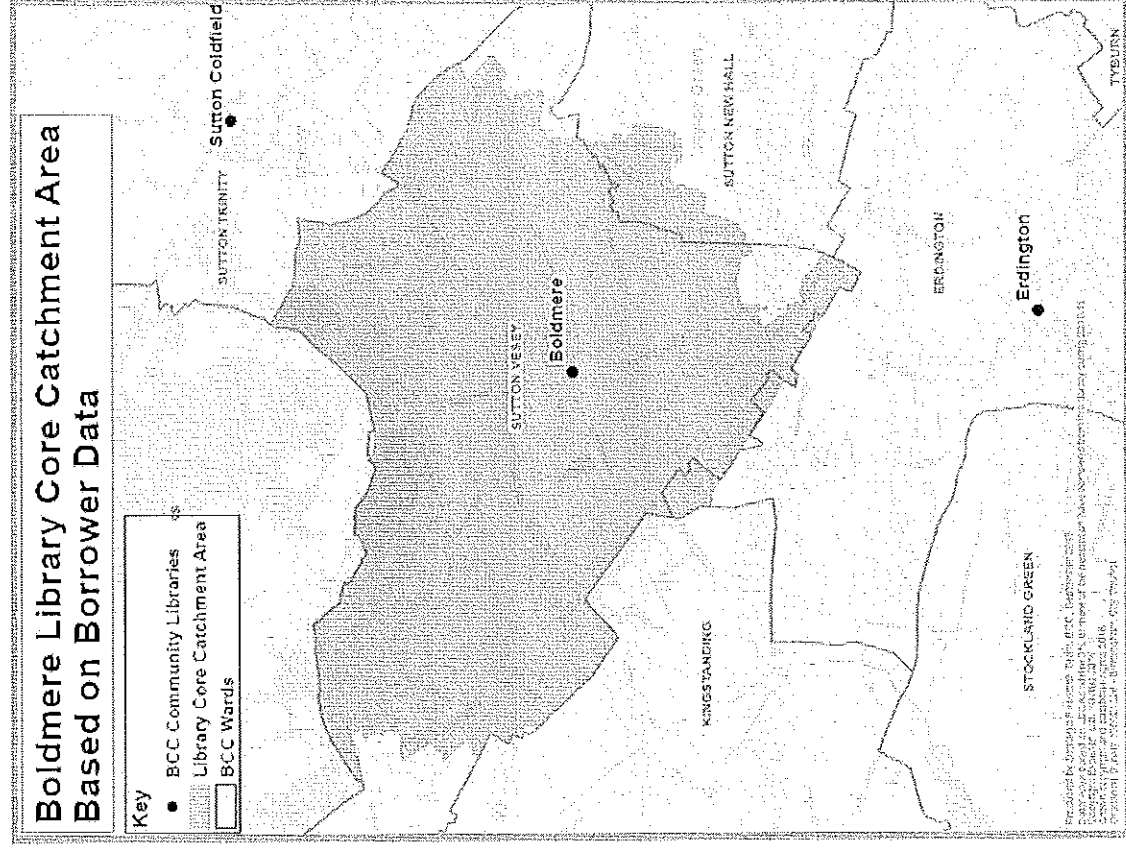 Boldmere Library Core Catchment Area
Based on Borrower Data
Key
BCC Community Libraries
Library Core Catchment Area
BCC Wards
Sutton Coldfield
SUTTON TRINITY
SUTTON NEW HALL
SUTTON VESEY
Boldmere
ERDINGTON
Erdington
KINGSTANDING
STOCKLAND GREEN
TYBURN